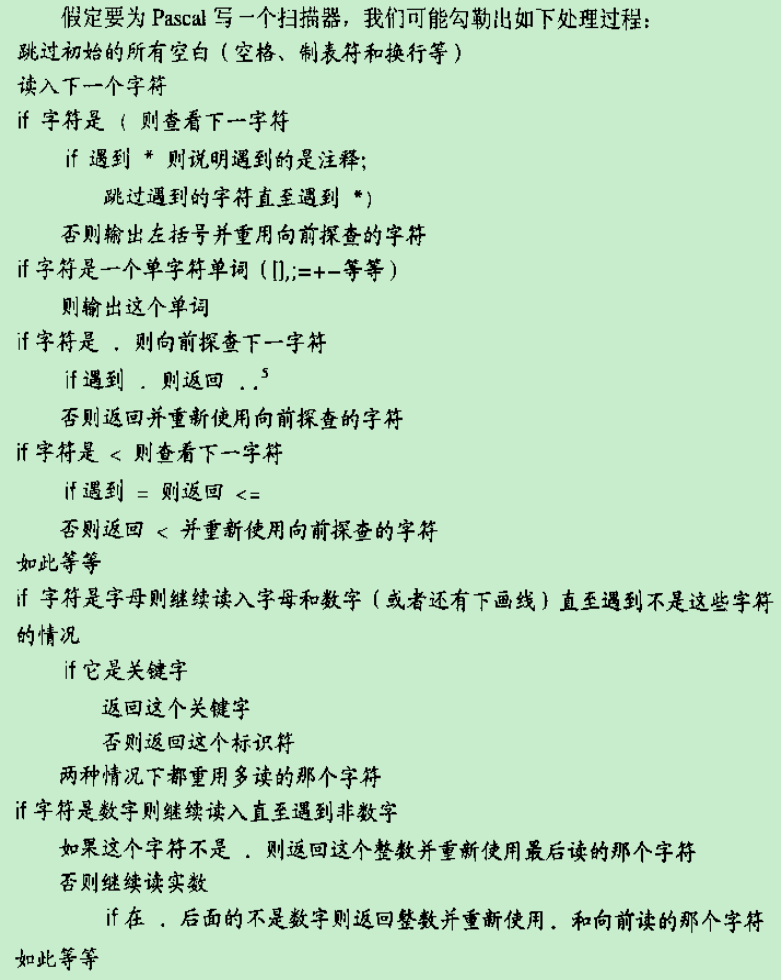 假定要为 Pascal 写一个扫描器，我们可能勾勒出如下处理过程：
跳过初始的所有空白（空格、制表符和换行等）
读入下一个字符
if 字符是 ( 则查看下一字符
if 遇到 * 则说明遇到的是注释；
跳过遇到的字符直至遇到 *)
否则输出左括号并重用向前探查的字符
if 字符是一个单字符单词（[],;=+–等等）
则输出这个单词
if 字符是 . 则向前探查下一字符
if 遇到 . 则返回 ..5
否则返回并重新使用向前探查的字符
if 字符是 < 则查看下一字符
if 遇到 = 则返回 <=
否则返回 < 并重新使用向前探查的字符
如此等等
if 字符是字母则继续读入字母和数字（或者还有下画线）直至遇到不是这些字符
的情况
if 它是关键字
返回这个关键字
否则返回这个标识符
两种情况下都重用多读的那个字符
if 字符是数字则继续读入直至遇到非数字
如果这个字符不是 . 则返回这个整数并重新使用最后读的那个字符
否则继续读实数
if 在 . 后面的不是数字则返回整数并重新使用 . 和向前读的那个字符
如此等等